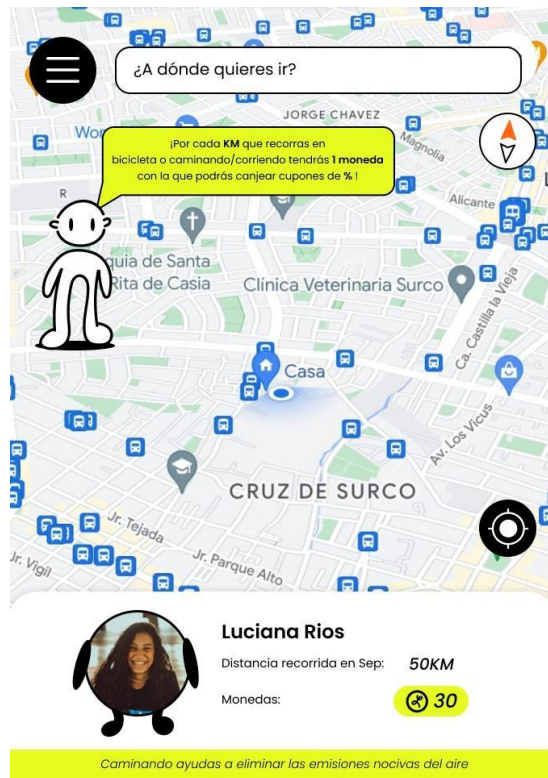 ¿A dónde quieres ir?
JORGE CHAVEZ
Magnolia
¡Por cada KM que recorras en
bicicleta o caminando/corriendo tendrás 1 moneda
con la que podrás canjear cupones de % !
R
Alicante
quia de Santa
Rita de Casia
Clínica Veterinaria Surco
Ca. Castilla la Vieja
Casa
Av. Los Vicus
CRUZ DE SURCO
Jr. Tejada
Jr. Vigil
Jr. Parque Alto
Luciana Rios
Distancia recorrida en Sep: 50KM
Monedas: 30
Caminando ayudas a eliminar las emisiones nocivas del aire